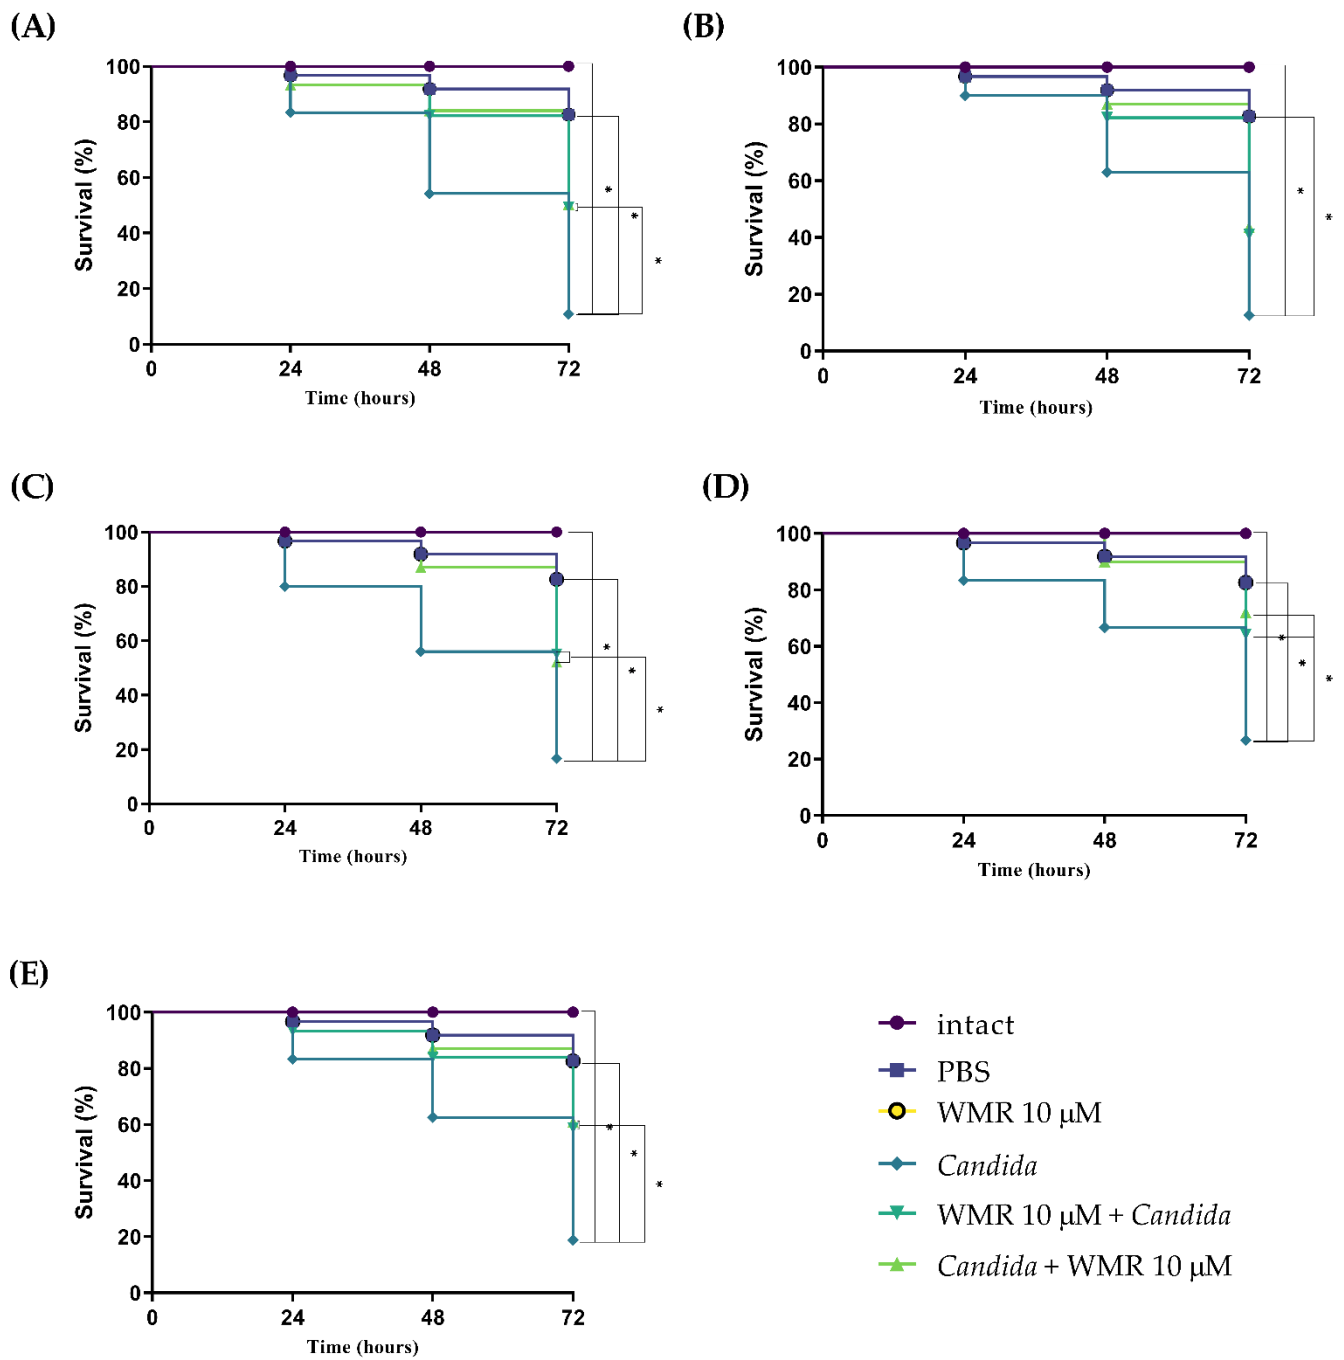 (A)
100
80
60
40
20
0
Survival (%)
0 24 48 72
Time (hours)
*
*
*
(B)
100
80
60
40
20
0
Survival (%)
0 24 48 72
Time (hours)
*
*
(C)
100
80
60
40
20
0
Survival (%)
0 24 48 72
Time (hours)
*
*
*
(D)
100
80
60
40
20
0
Survival (%)
0 24 48 72
Time (hours)
*
*
*
(E)
100
80
60
40
20
0
Survival (%)
0 24 48 72
Time (hours)
*
*
*
intact
PBS
WMR 10 μM
Candida
WMR 10 μM + Candida
Candida + WMR 10 μM